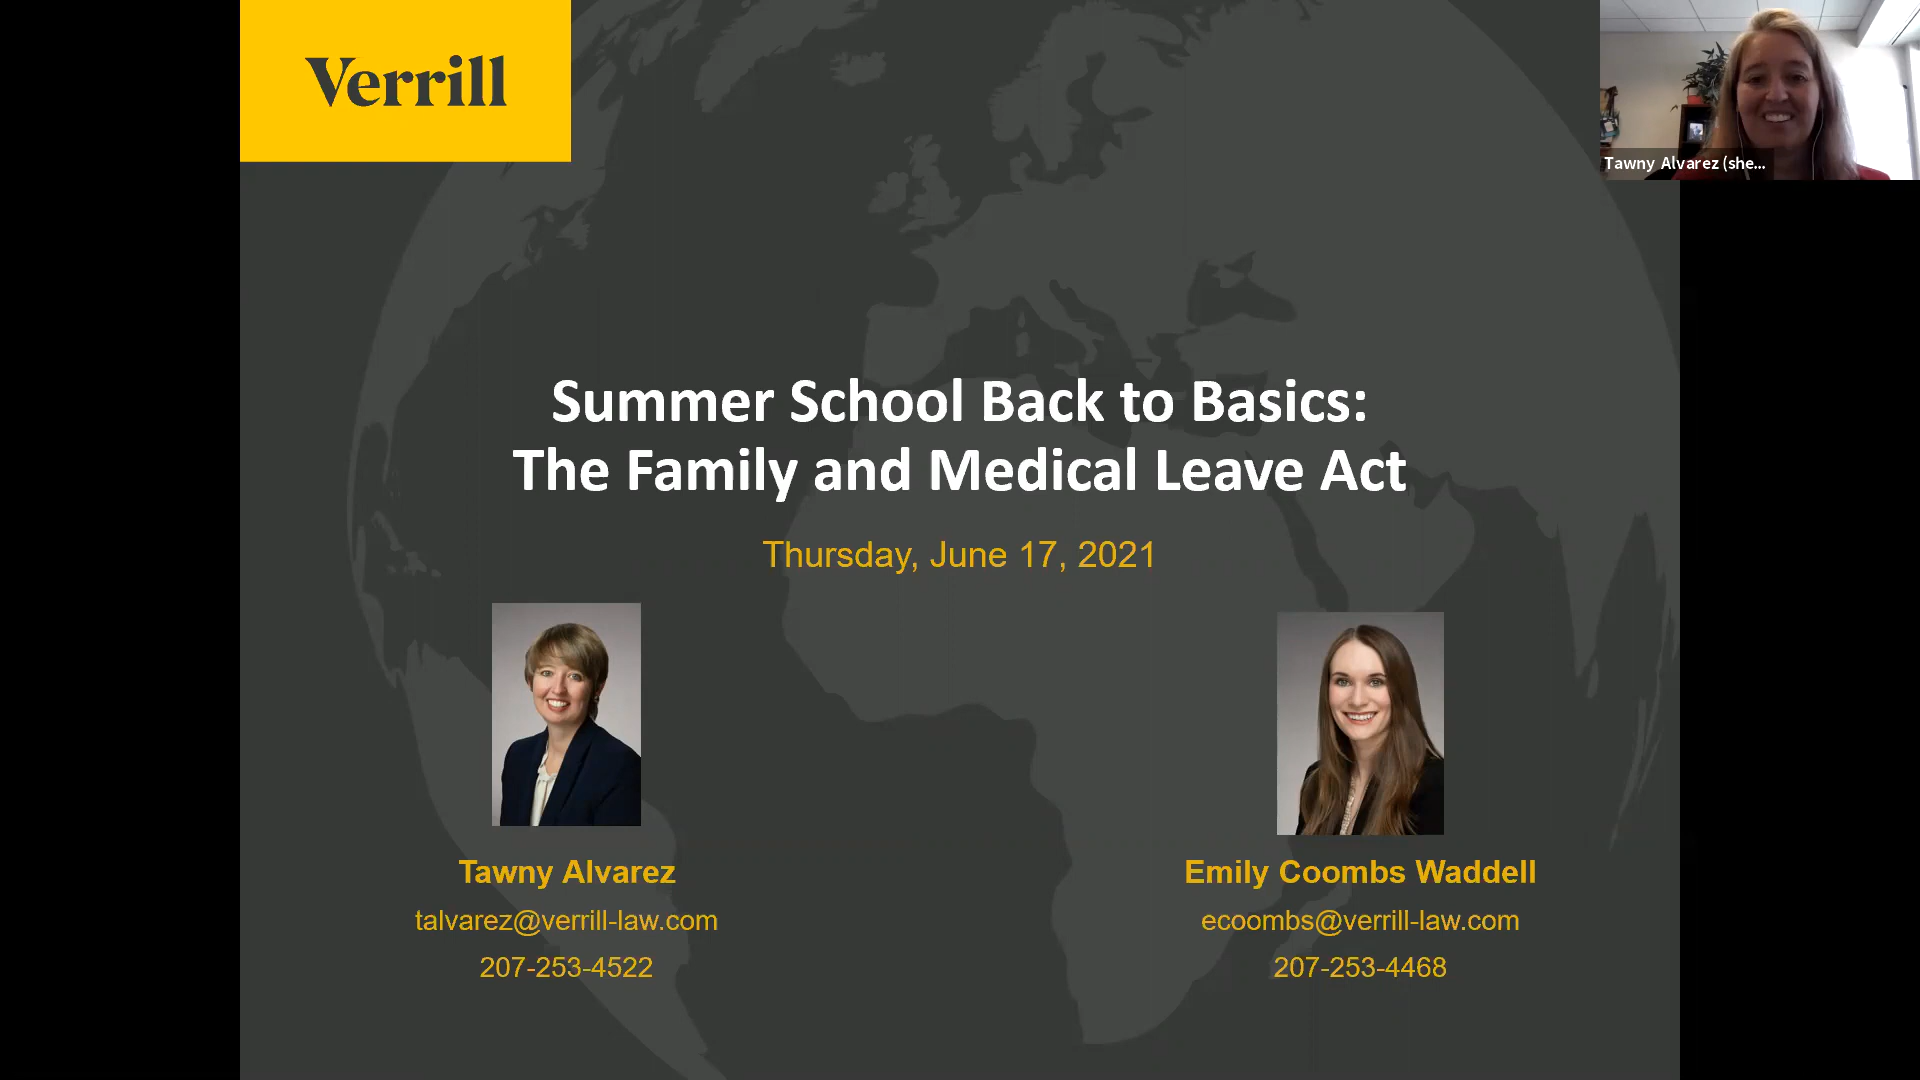 Verrill
Tawny Alvarez (she...
Summer School Back to Basics:
The Family and Medical Leave Act
Thursday, June 17, 2021
Tawny Alvarez
talvarez@verrill-law.com
207-253-4522
Emily Coombs Waddell
ecoombs@verrill-law.com
207-253-4468